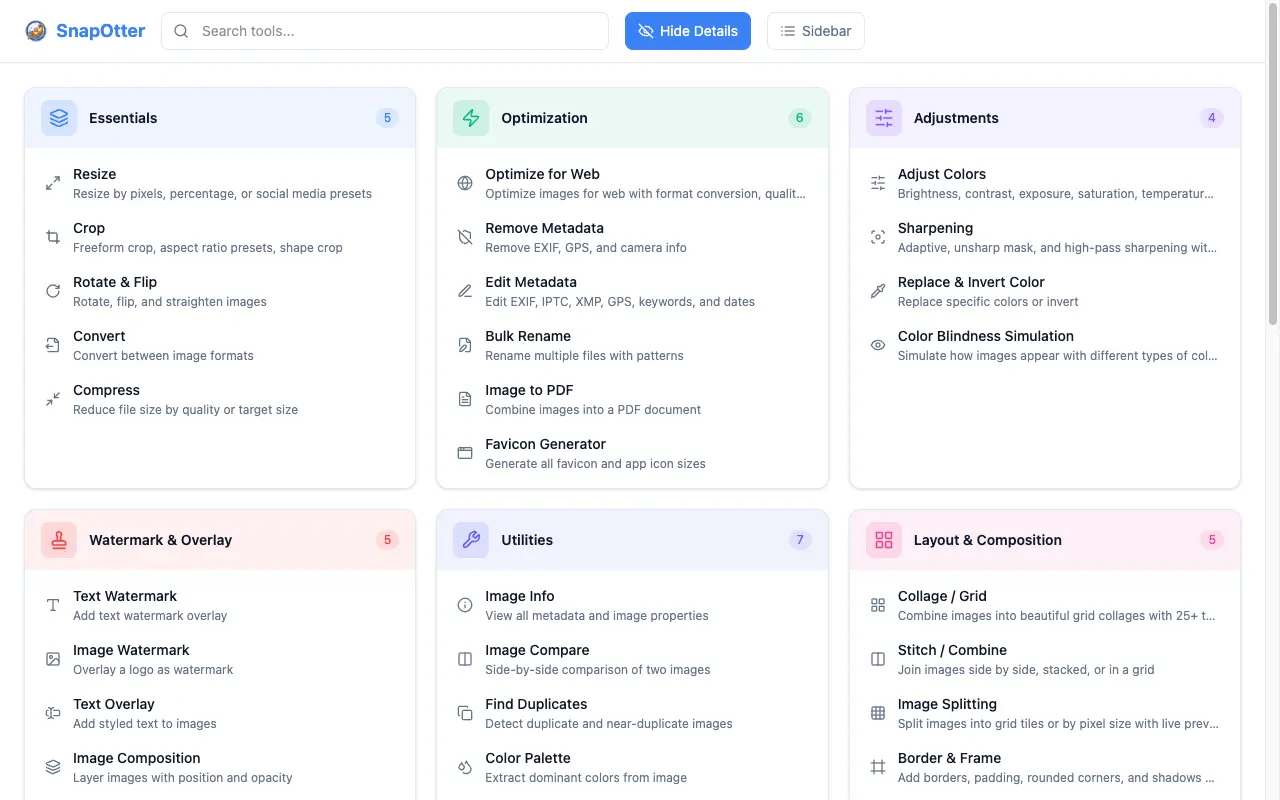 SnapOtter
Search tools...
Hide Details
Sidebar
Essentials
5
Resize
Resize by pixels, percentage, or social media presets
Crop
Freeform crop, aspect ratio presets, shape crop
Rotate & Flip
Rotate, flip, and straighten images
Convert
Convert between image formats
Compress
Reduce file size by quality or target size
Optimization
6
Optimize for Web
Optimize images for web with format conversion, qualit...
Remove Metadata
Remove EXIF, GPS, and camera info
Edit Metadata
Edit EXIF, IPTC, XMP, GPS, keywords, and dates
Bulk Rename
Rename multiple files with patterns
Image to PDF
Combine images into a PDF document
Favicon Generator
Generate all favicon and app icon sizes
Adjustments
4
Adjust Colors
Brightness, contrast, exposure, saturation, temperatur...
Sharpening
Adaptive, unsharp mask, and high-pass sharpening wit...
Replace & Invert Color
Replace specific colors or invert
Color Blindness Simulation
Simulate how images appear with different types of col...
Watermark & Overlay
5
Text Watermark
Add text watermark overlay
Image Watermark
Overlay a logo as watermark
Text Overlay
Add styled text to images
Image Composition
Layer images with position and opacity
Utilities
7
Image Info
View all metadata and image properties
Image Compare
Side-by-side comparison of two images
Find Duplicates
Detect duplicate and near-duplicate images
Color Palette
Extract dominant colors from image
Layout & Composition
5
Collage / Grid
Combine images into beautiful grid collages with 25+ t...
Stitch / Combine
Join images side by side, stacked, or in a grid
Image Splitting
Split images into grid tiles or by pixel size with live prev...
Border & Frame
Add borders, padding, rounded corners, and shadows ...